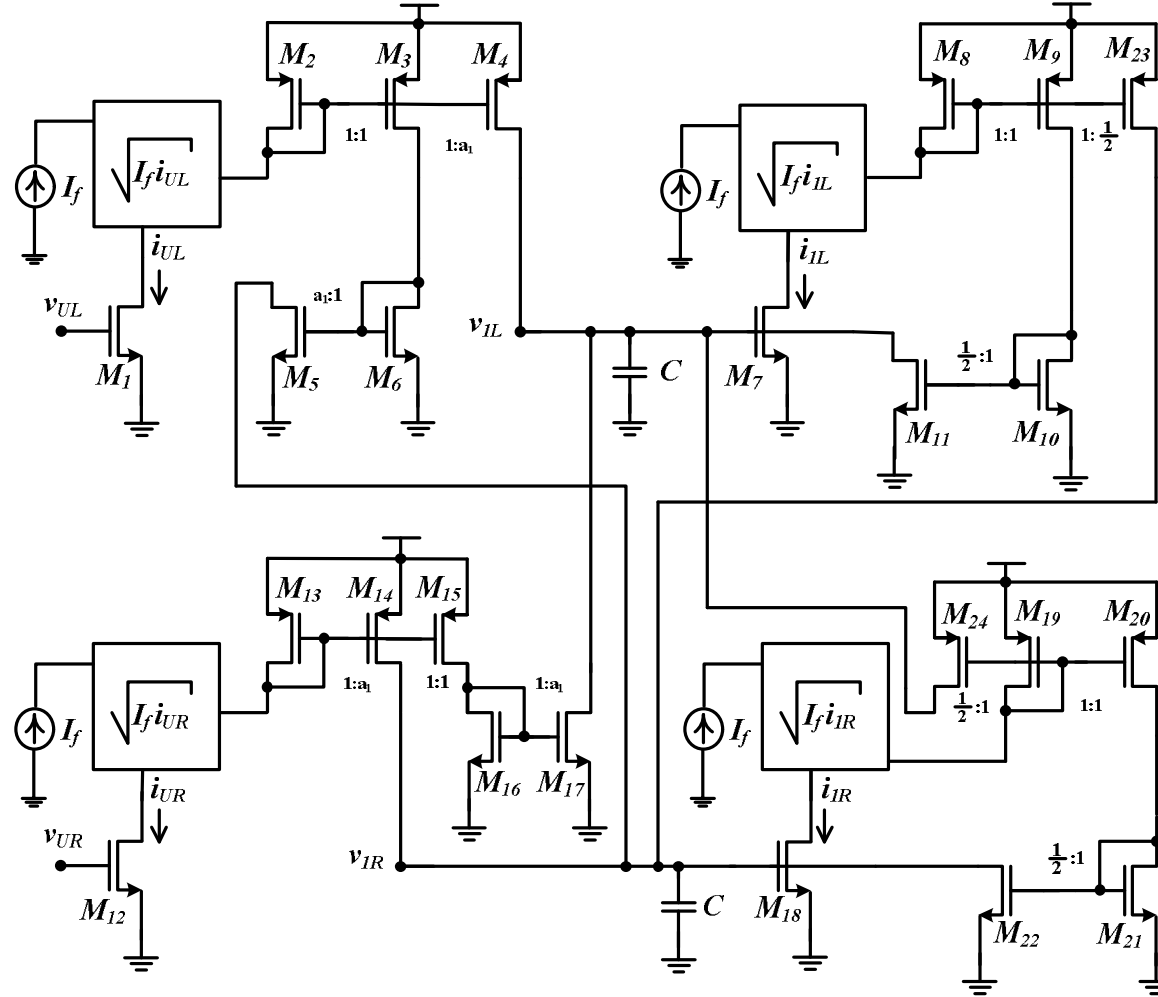 M2 M3 M4
1:1 1:a1
If
√If iUL
iUL
vUL
M1
a1:1
M5 M6
v1L
C
M8 M9 M23
1:1 1:1/2
If
√If i1L
i1L
M7
1/2:1
M11 M10
M13 M14 M15
1:a1 1:1 1:a1
If
√If iUR
iUR
vUR
M12
M16 M17
v1R
C
M24 M19 M20
1/2:1 1:1
If
√If i1R
i1R
M18
1/2:1
M22 M21